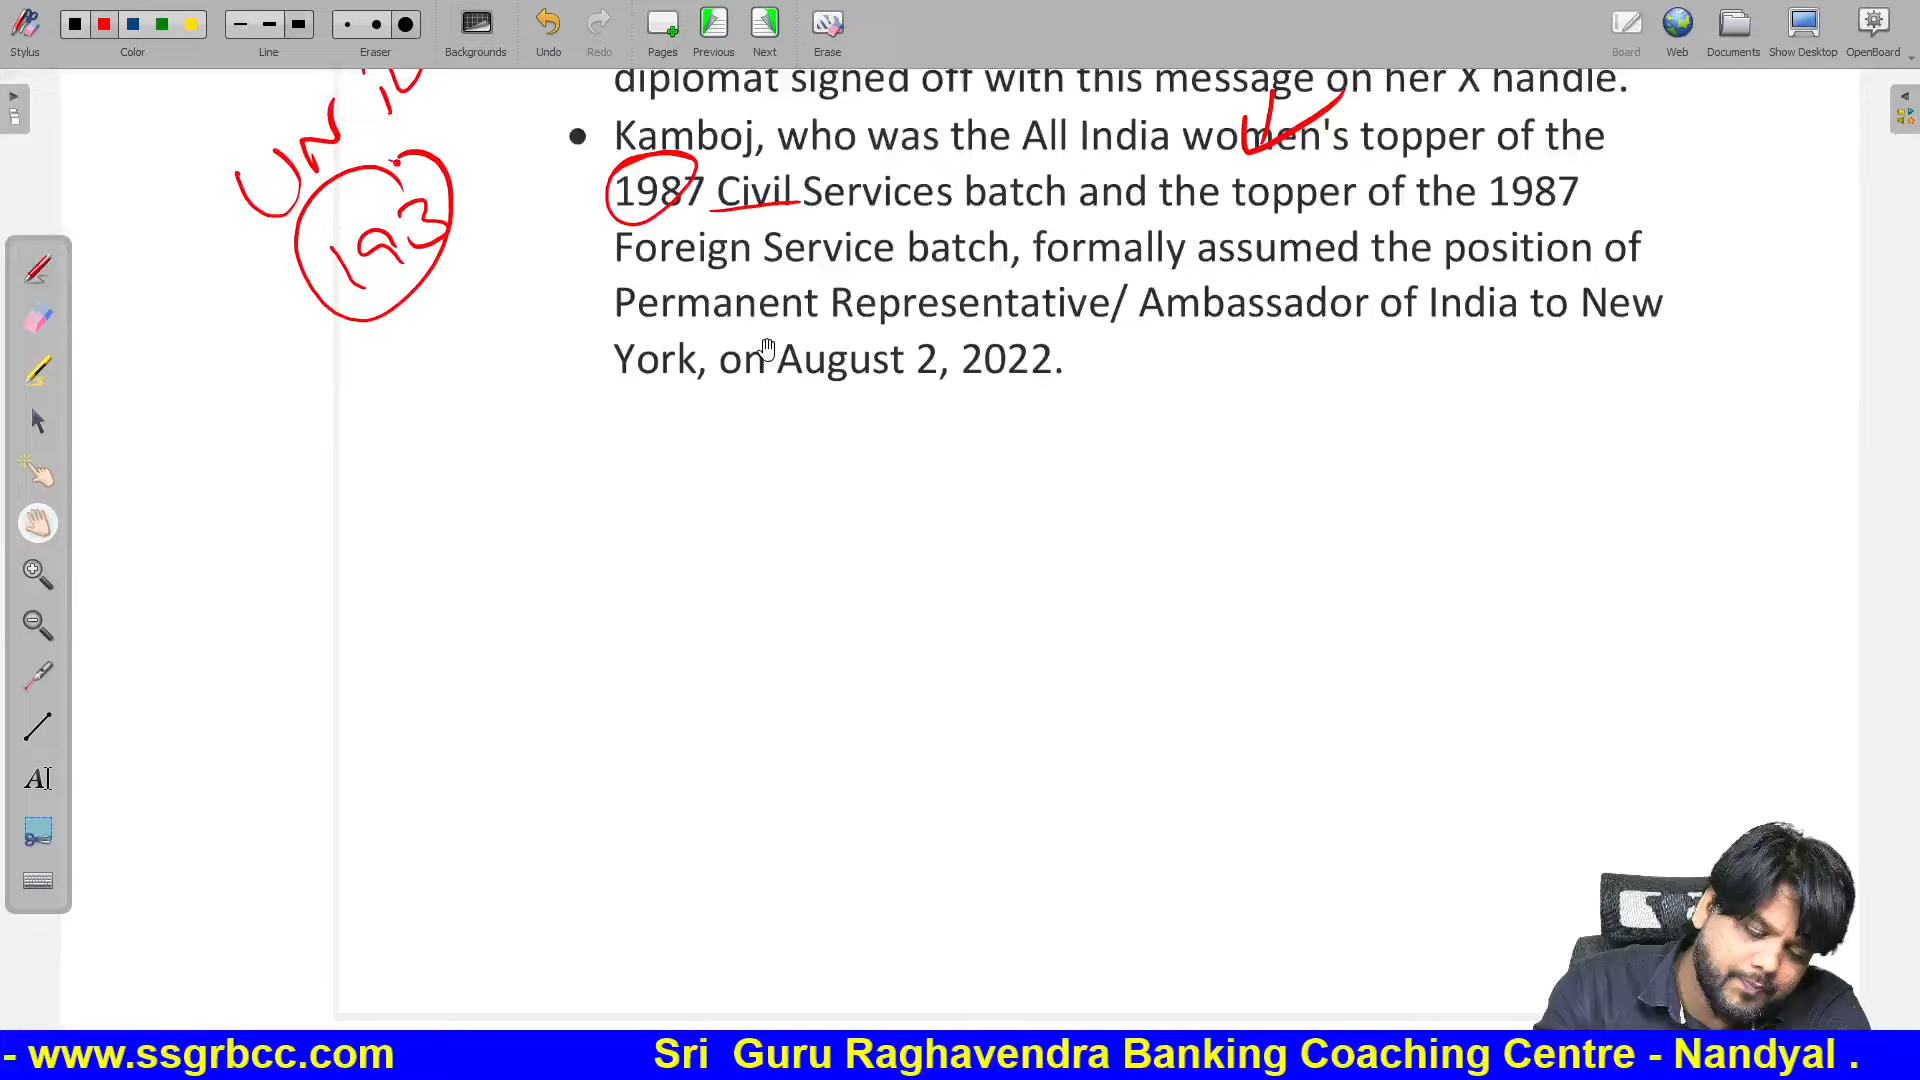 Stylus
Color
Line
Eraser
Backgrounds
Undo
Redo
Pages
Previous
Next
Erase
Board
Web
Documents
Show Desktop
OpenBoard
diplomat signed off with this message on her X handle.
● Kamboj, who was the All India women's topper of the
1987 Civil Services batch and the topper of the 1987
Foreign Service batch, formally assumed the position of
Permanent Representative/ Ambassador of India to New
York, on August 2, 2022.
UN
193
AI
- www.ssgrbcc.com Sri Guru Raghavendra Banking Coaching Centre - Nandyal .